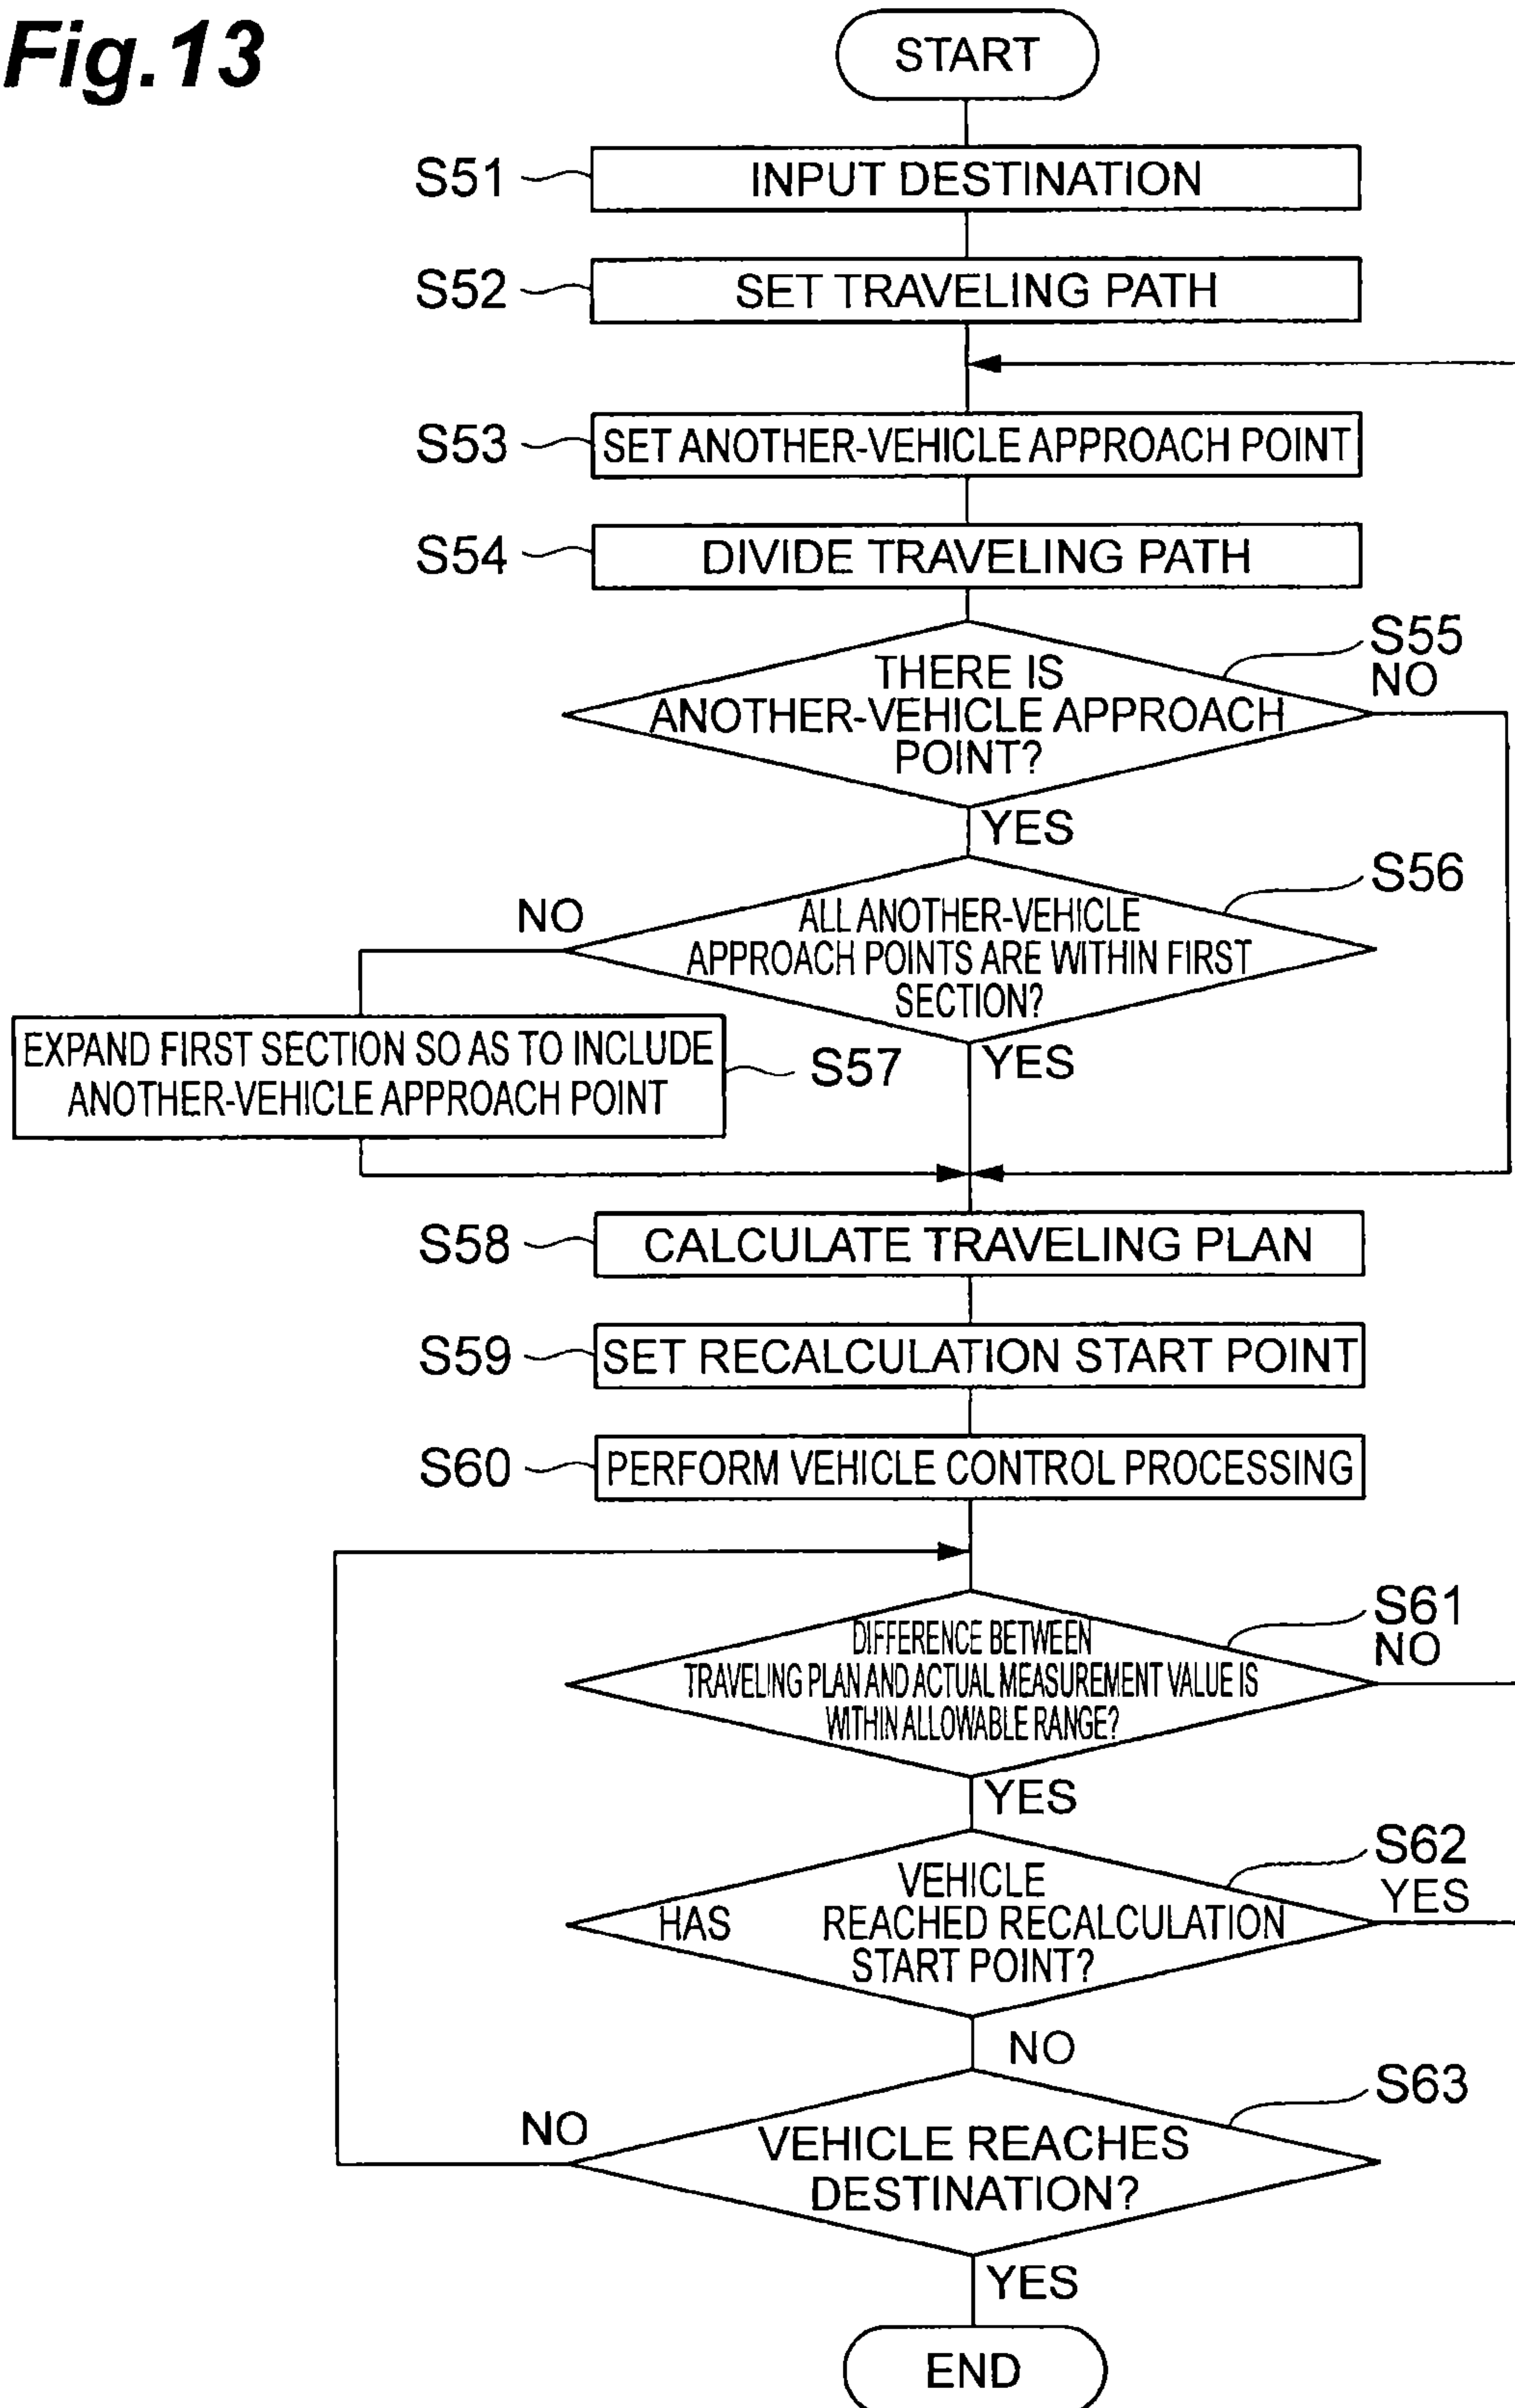 Fig.13
START
S51
INPUT DESTINATION
S52
SET TRAVELING PATH
S53
SET ANOTHER-VEHICLE APPROACH POINT
S54
DIVIDE TRAVELING PATH
S55
NO
THERE IS
ANOTHER-VEHICLE APPROACH
POINT?
YES
S56
NO
ALL ANOTHER-VEHICLE
APPROACH POINTS ARE WITHIN FIRST
SECTION?
YES
EXPAND FIRST SECTION SO AS TO INCLUDE
ANOTHER-VEHICLE APPROACH POINT
S57
S58
CALCULATE TRAVELING PLAN
S59
SET RECALCULATION START POINT
S60
PERFORM VEHICLE CONTROL PROCESSING
S61
NO
DIFFERENCE BETWEEN
TRAVELING PLAN AND ACTUAL MEASUREMENT VALUE IS
WITHIN ALLOWABLE RANGE?
YES
S62
YES
VEHICLE
HAS REACHED RECALCULATION
START POINT?
NO
S63
NO
VEHICLE REACHES
DESTINATION?
YES
END